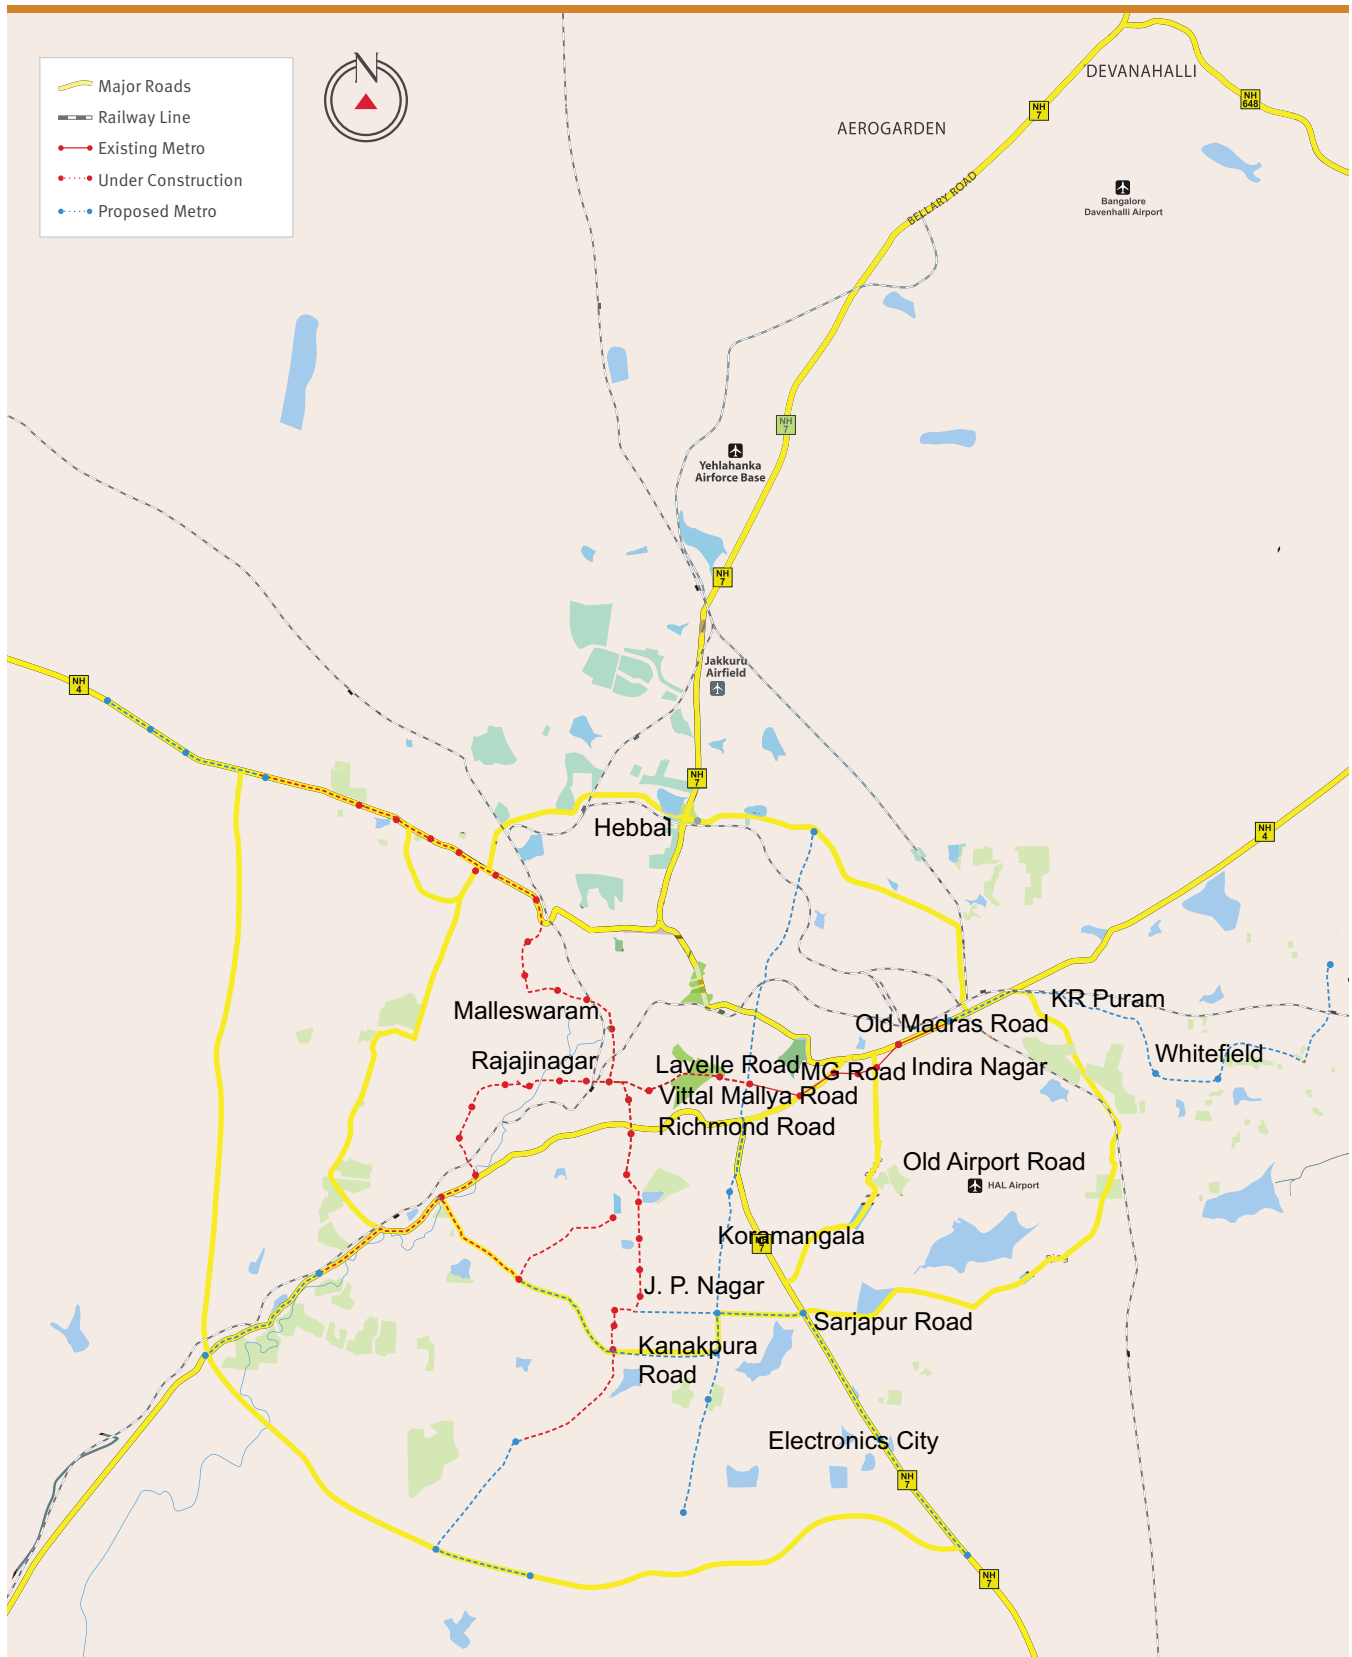 N
Major Roads
Railway Line
Existing Metro
Under Construction
Proposed Metro
DEVANAHALLI
NH
648
NH
7
AEROGARDEN
BELLARY ROAD
Bangalore
Davenhalli Airport
NH
7
Yehlahanka
Airforce Base
NH
7
Jakkuru
Airfield
NH
4
NH
7
Hebbal
NH
4
KR Puram
Malleswaram
Old Madras Road
Rajajinagar
Lavelle Road
MG Road
Indira Nagar
Whitefield
Vittal Mallya Road
Richmond Road
Old Airport Road
HAL Airport
Koramangala
NH
7
J. P. Nagar
Sarjapur Road
Kanakpura
Road
Electronics City
NH
7
NH
7